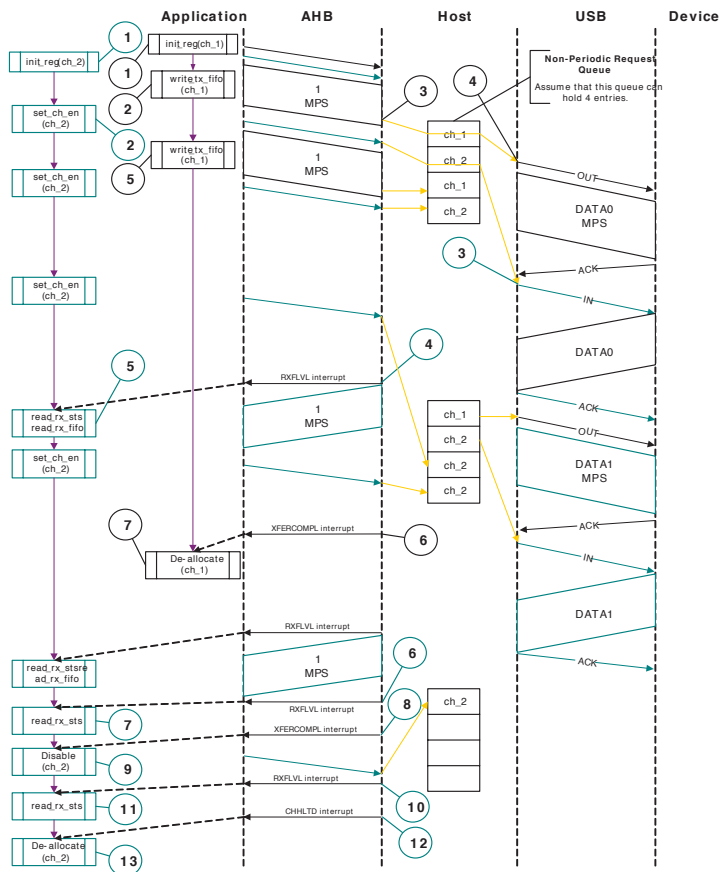 Application AHB Host USB Device
1
1
init_reg(ch_1)
init_reg(ch_2)
Non-Periodic Request
Queue
Assume that this queue can
hold 4 entries.
write_tx_fifo
(ch_1)
1
MPS
2
3
4
set_ch_en
(ch_2)
ch_1
2
write_tx_fifo
(ch_1)
ch_2
1
MPS
5
set_ch_en
(ch_2)
OUT
ch_1
ch_2
DATA0
MPS
3
ACK
set_ch_en
(ch_2)
IN
4
DATA0
5
RXFLVL interrupt
read_rx_sts
read_rx_fifo
1
MPS
ch_1
ACK
OUT
ch_2
set_ch_en
(ch_2)
ch_2
DATA1
MPS
ch_2
7
XFERCOMPL interrupt
6
ACK
De-allocate
(ch_1)
IN
DATA1
RXFLVL interrupt
6
read_rx_stsre
ad_rx_fifo
1
MPS
ACK
RXFLVL interrupt
8
ch_2
read_rx_sts
7
XFERCOMPL interrupt
Disable
(ch_2)
9
RXFLVL interrupt
10
read_rx_sts
11
CHHLTD interrupt
12
De-allocate
(ch_2)
13